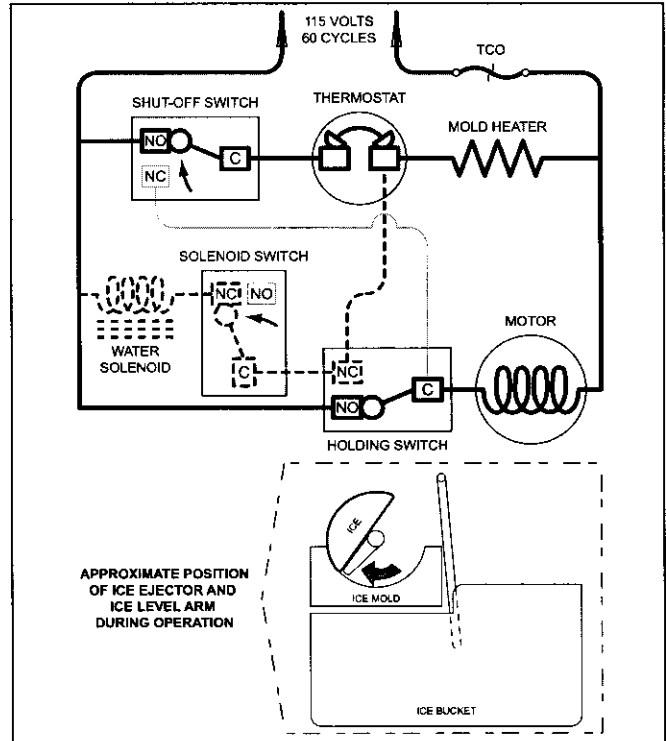 115 VOLTS
60 CYCLES
TCO
SHUT-OFF SWITCH
THERMOSTAT
MOLD HEATER
NO
C
NC
SOLENOID SWITCH
NC
NO
MOTOR
WATER
SOLENOID
C
NC
C
NO
HOLDING SWITCH
ICE
APPROXIMATE POSITION
OF ICE EJECTOR AND
ICE LEVEL ARM
DURING OPERATION
ICE MOLD
ICE BUCKET